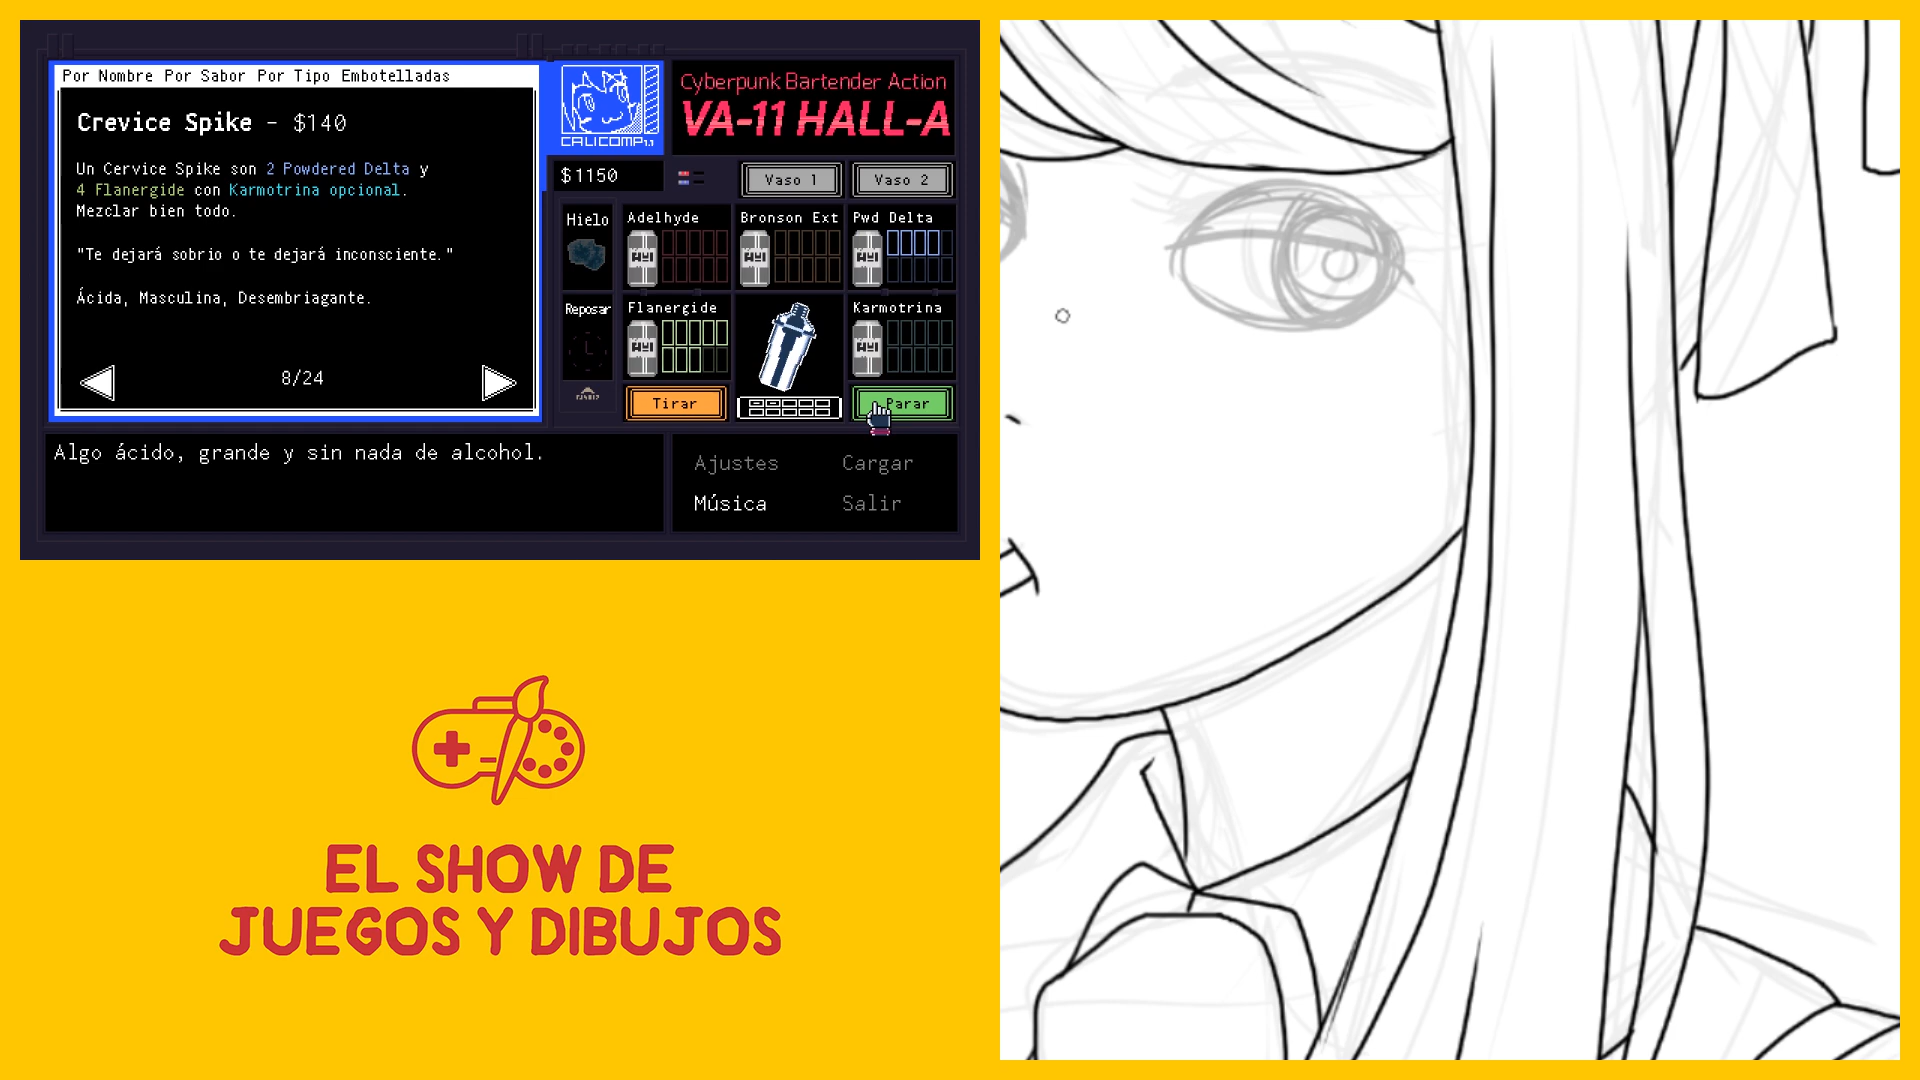 Por Nombre Por Sabor Por Tipo Embotelladas
Crevice Spike - $140
Un Cervice Spike son 2 Powdered Delta y
4 Flanergide con Karmotrina opcional.
Mezclar bien todo.
"Te dejará sobrio o te dejará inconsciente."
Ácida, Masculina, Desembriagante.
8/24
CALICOMP1.1
Cyberpunk Bartender Action
VA-11 HALL-A
$1150
Vaso 1
Vaso 2
Hielo
Adelhyde
Bronson Ext
Pwd Delta
Reposar
Flanergide
Karmotrina
Tirar
Parar
Algo ácido, grande y sin nada de alcohol.
Ajustes
Cargar
Música
Salir
EL SHOW DE
JUEGOS Y DIBUJOS